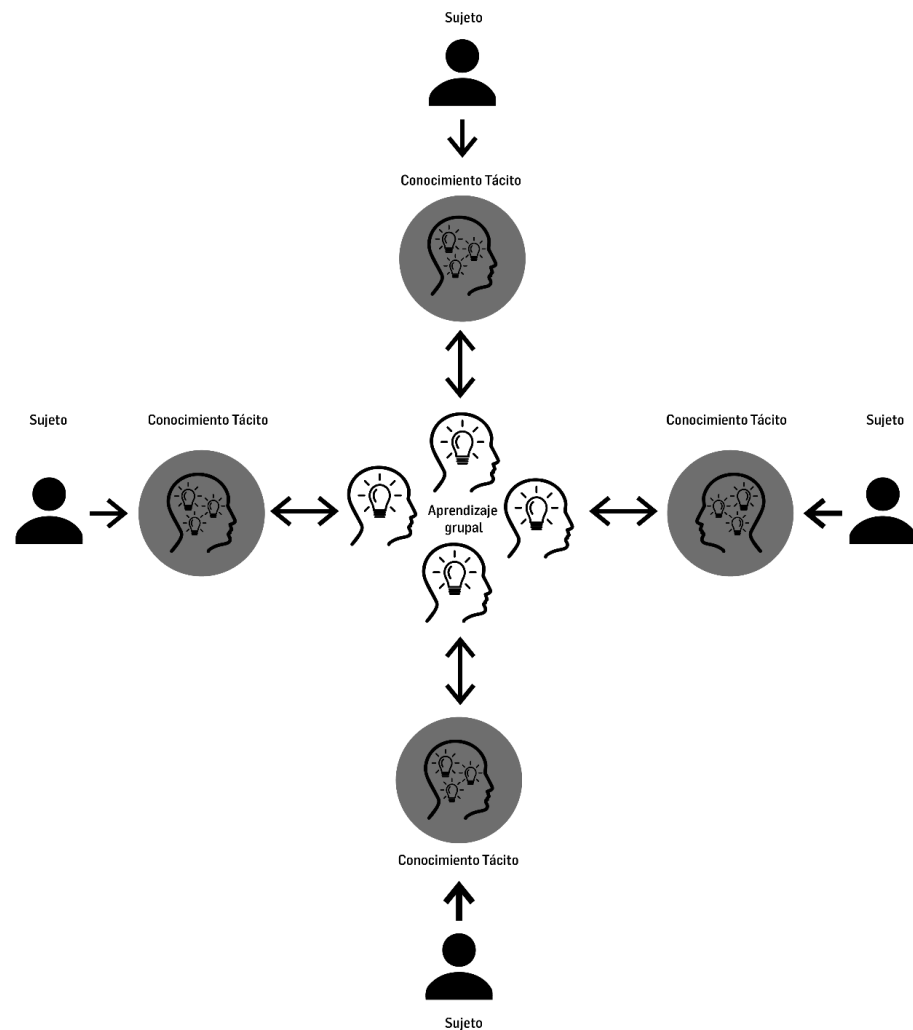 Sujeto
Conocimiento Tácito
Sujeto
Conocimiento Tácito
Conocimiento Tácito
Sujeto
Aprendizaje
grupal
Conocimiento Tácito
Sujeto